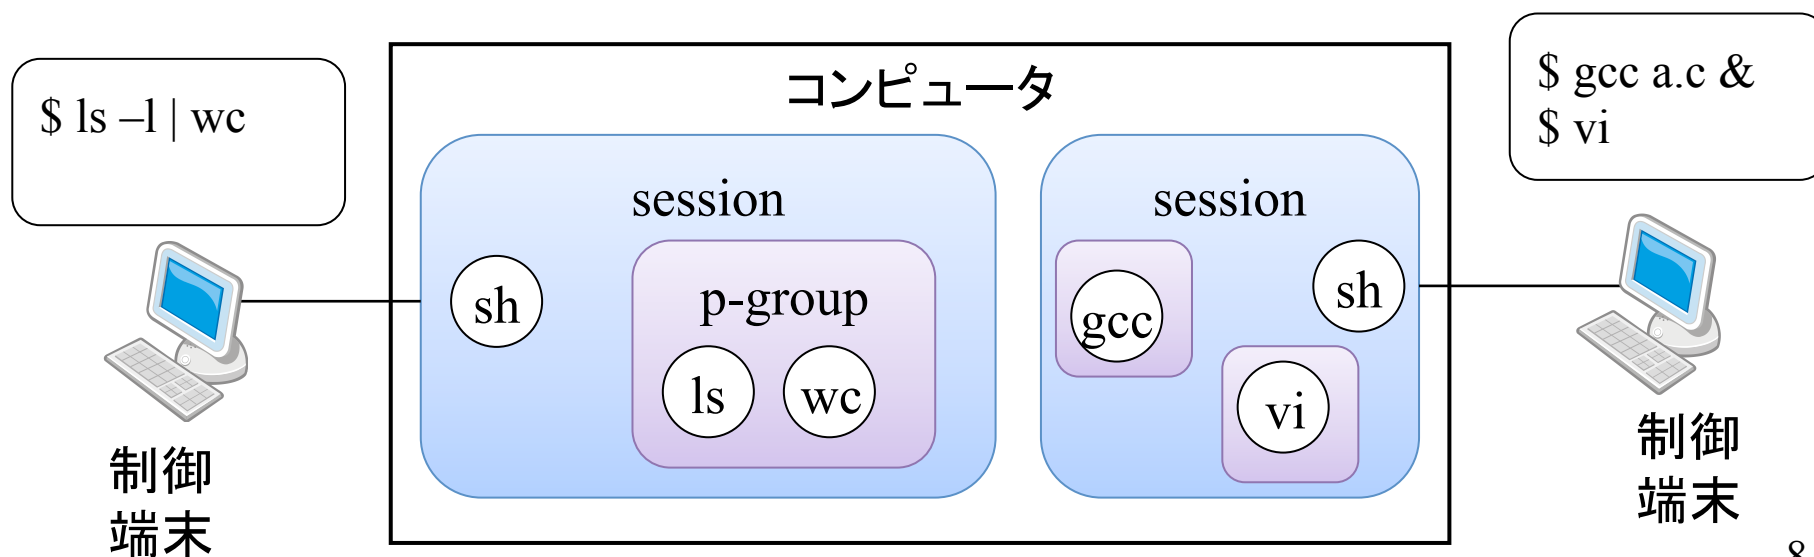 $ ls –l | wc
コンピュータ
$ gcc a.c &
$ vi
session
sh
p-group
ls
wc
session
gcc
sh
vi
制御
端末
制御
端末
8